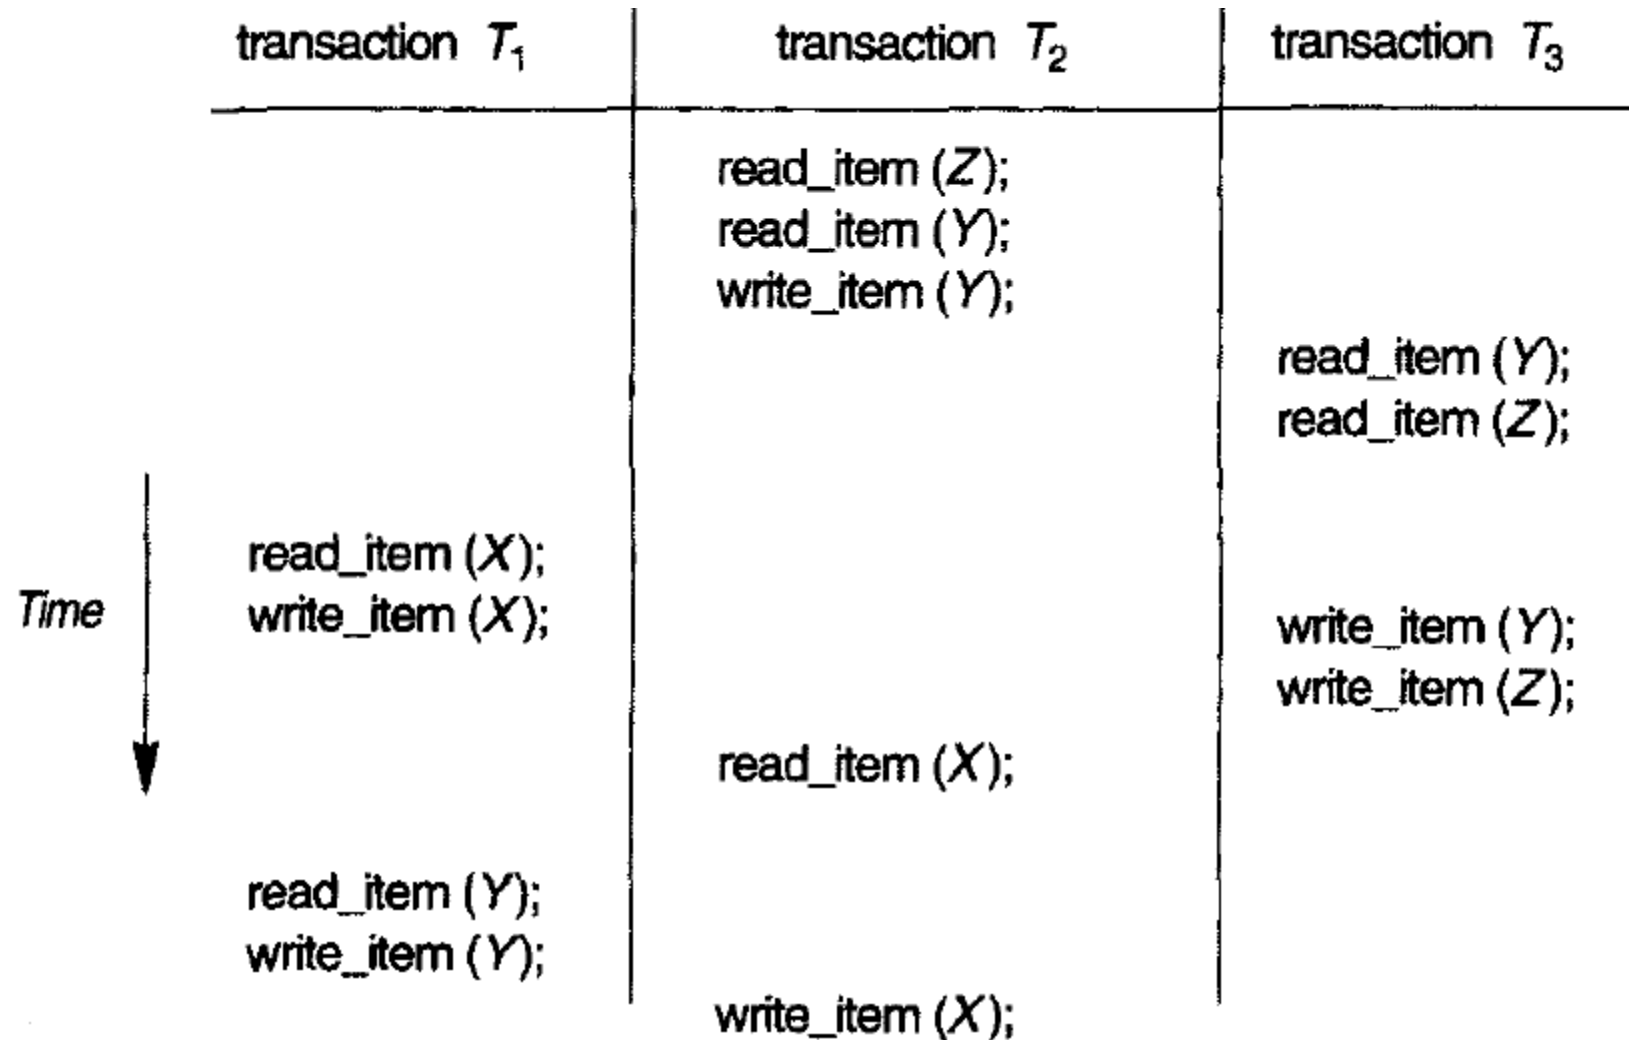 transaction T1 transaction T2 transaction T3
read_item (Z);
read_item (Y);
write_item (Y);
read_item (Y);
read_item (Z);
read_item (X);
Time write_item (X); write_item (Y);
write_item (Z);
read_item (X);
read_item (Y);
write_item (Y);
write_item (X);